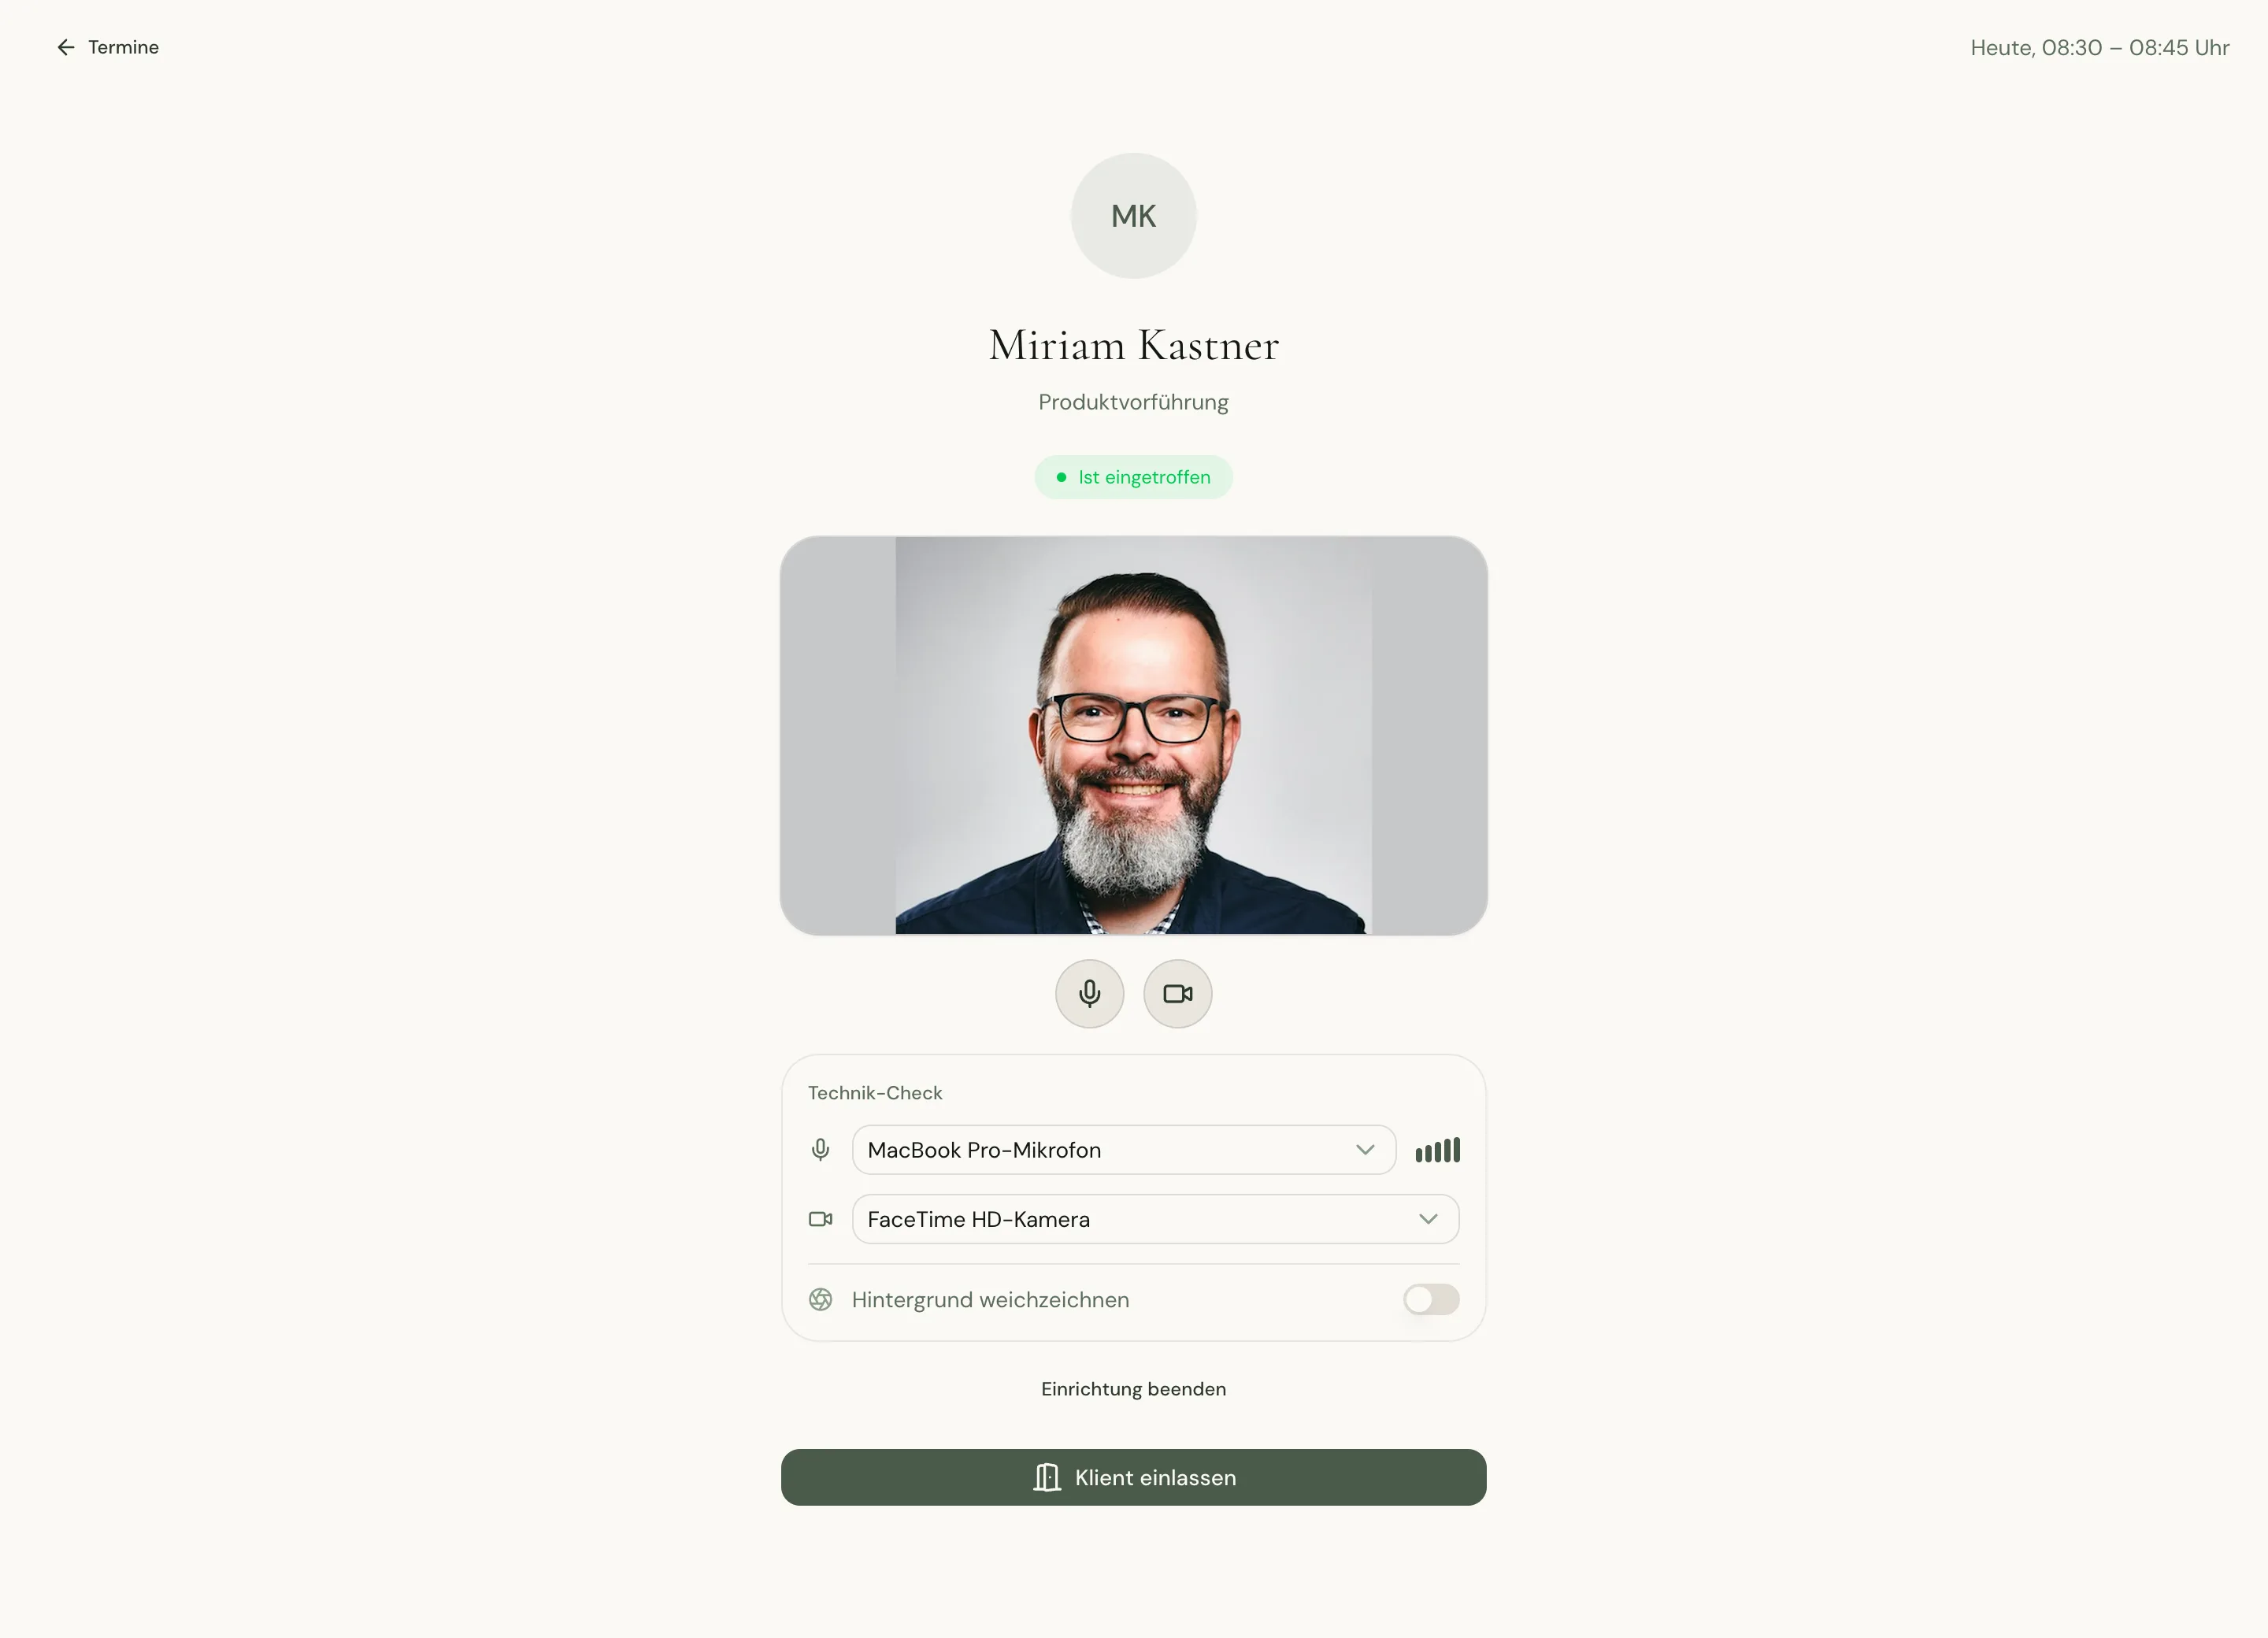 Termine
Heute, 08:30 – 08:45 Uhr
MK
Miriam Kastner
Produktvorführung
Ist eingetroffen
Technik-Check
MacBook Pro-Mikrofon
FaceTime HD-Kamera
Hintergrund weichzeichnen
Einrichtung beenden
Klient einlassen